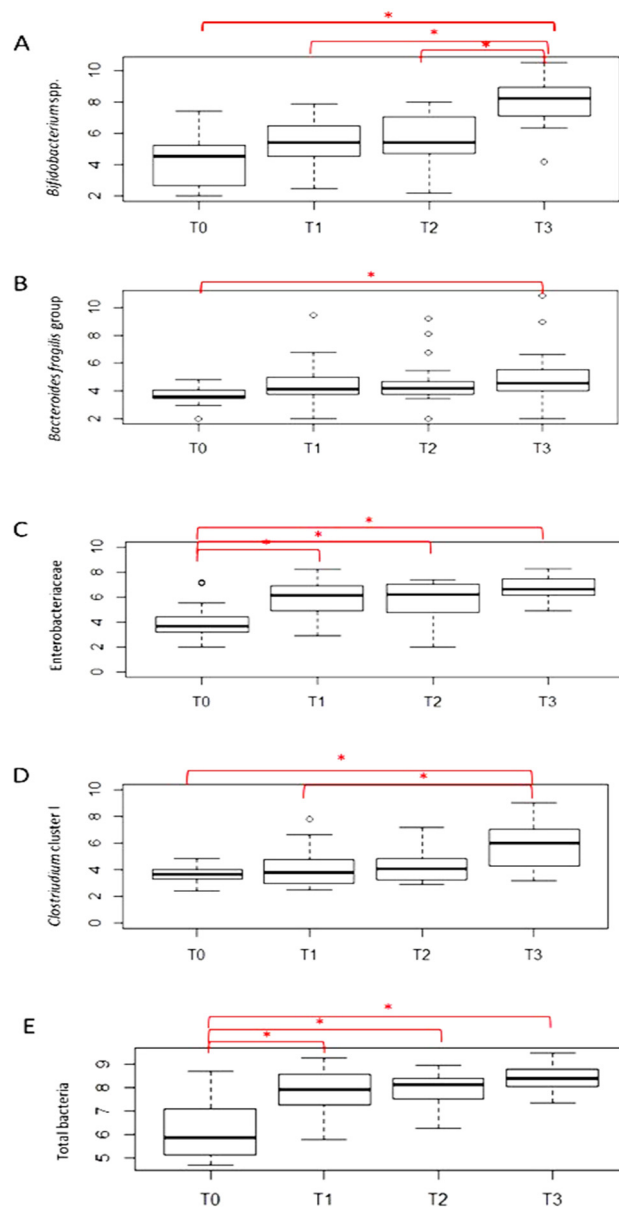 A
*
*
*
Bifidobacterium spp.
10
8
6
4
2
T0 T1 T2 T3
B
*
Bacteroides fragilis group
10
8
6
4
2
T0 T1 T2 T3
C
*
*
*
Enterobacteriaceae
10
8
6
4
2
0
T0 T1 T2 T3
D
*
*
Clostriudium cluster I
10
8
6
4
2
0
T0 T1 T2 T3
E
*
*
*
Total bacteria
9
8
7
6
5
T0 T1 T2 T3